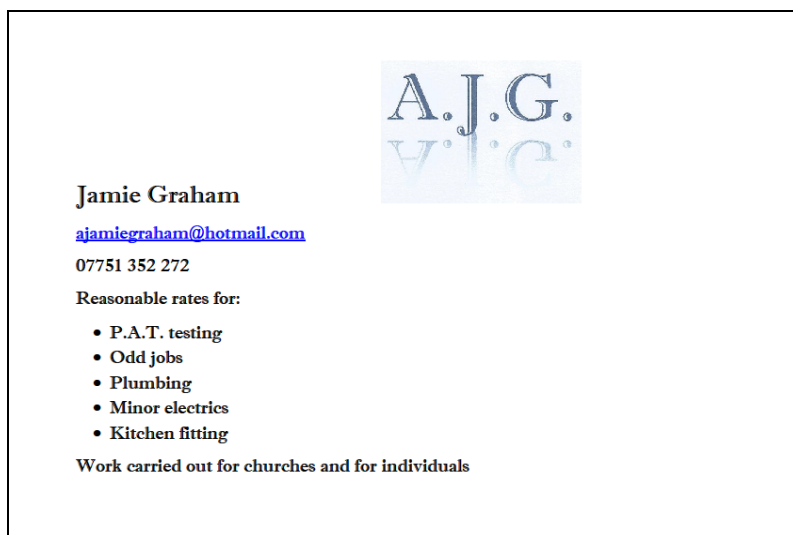 A.J.G.
Jamie Graham
ajamiegraham@hotmail.com
07751 352 272
Reasonable rates for:
• P.A.T. testing
• Odd jobs
• Plumbing
• Minor electrics
• Kitchen fitting
Work carried out for churches and for individuals